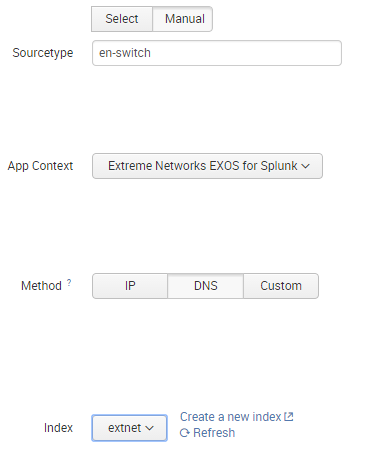 Select Manual
Sourcetype en-switch
App Context Extreme Networks EXOS for Splunk
Method ? IP DNS Custom
Create a new index
Index extnet
Refresh